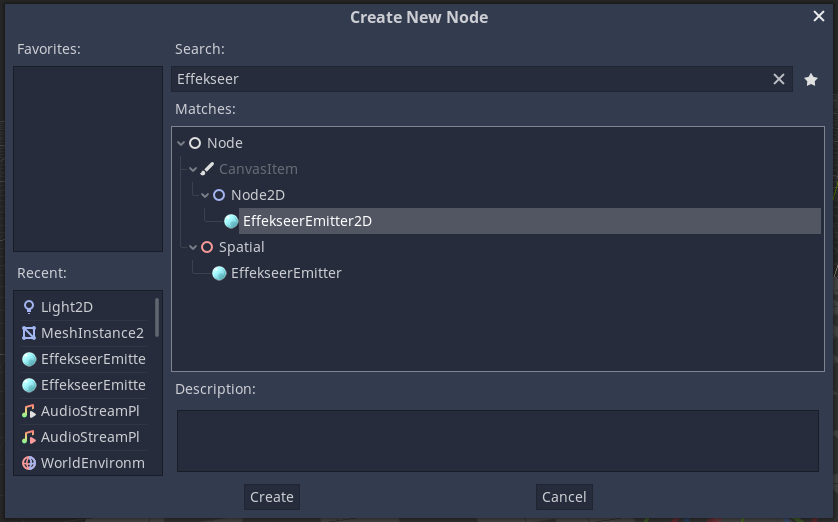 Create New Node
Favorites:
Search:
Effekseer
Matches:
Node
CanvasItem
Node2D
EffekseerEmitter2D
Spatial
EffekseerEmitter
Recent:
Light2D
MeshInstance2
EffekseerEmitte
EffekseerEmitte
AudioStreamPl
AudioStreamPl
WorldEnvironm
Description:
Create
Cancel